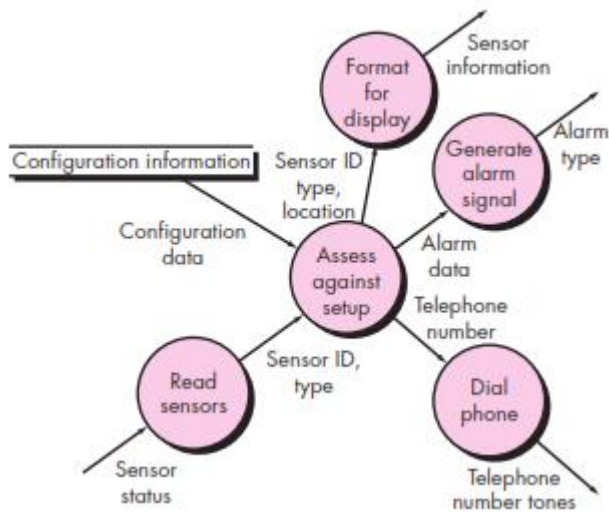 Format
for
display
Sensor
information
Configuration information
Sensor ID
type,
location
Generate
alarm
signal
Alarm
type
Configuration
data
Assess
against
setup
Alarm
data
Telephone
number
Read
sensors
Sensor ID,
type
Dial
phone
Sensor
status
Telephone
number tones